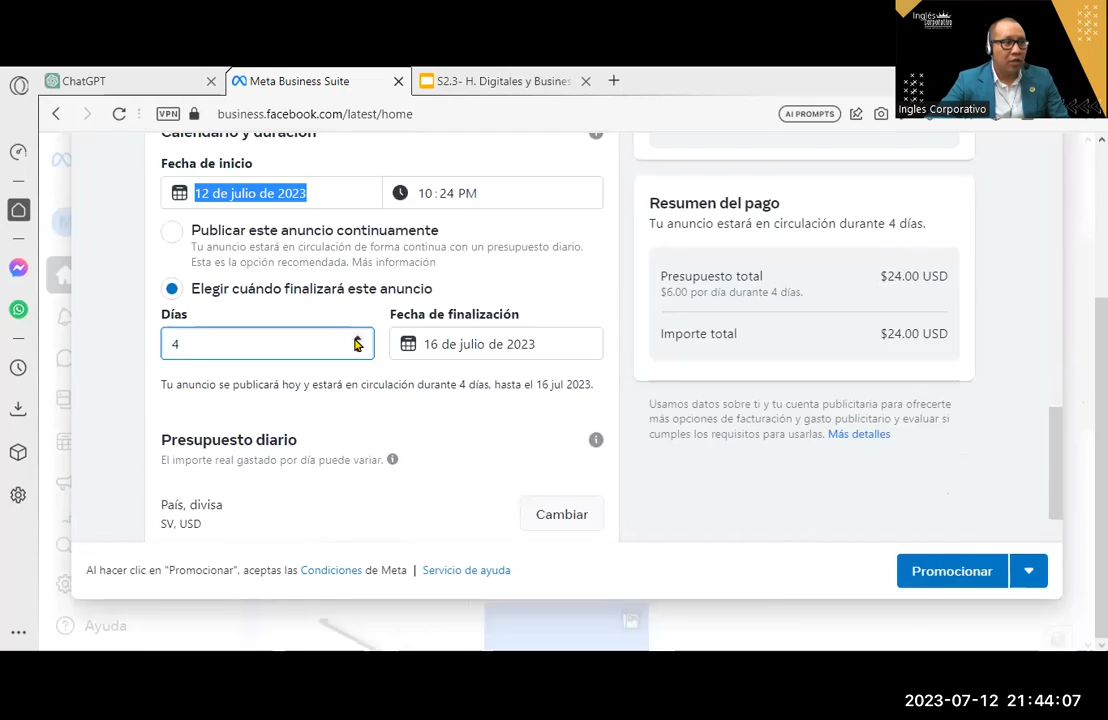 Inglés
Corporativo
Ingles Corporativo
ChatGPT
Meta Business Suite
S2.3- H. Digitales y Busines
business.facebook.com/latest/home
VPN
AI PROMPTS
Calendario y duración
Fecha de inicio
12 de julio de 2023
10:24 PM
Publicar este anuncio continuamente
Tu anuncio estará en circulación de forma continua con un presupuesto diario.
Esta es la opción recomendada. Más información
Elegir cuándo finalizará este anuncio
Días
Fecha de finalización
4
16 de julio de 2023
Tu anuncio se publicará hoy y estará en circulación durante 4 días, hasta el 16 jul 2023.
Presupuesto diario
El importe real gastado por día puede variar.
País, divisa
SV, USD
Cambiar
Resumen del pago
Tu anuncio estará en circulación durante 4 días.
Presupuesto total
$24.00 USD
$6.00 por día durante 4 días.
Importe total
$24.00 USD
Usamos datos sobre ti y tu cuenta publicitaria para ofrecerte
más opciones de facturación y gasto publicitario y evaluar si
cumples los requisitos para usarlas. Más detalles
Al hacer clic en "Promocionar", aceptas las Condiciones de Meta | Servicio de ayuda
Promocionar
Ayuda
2023-07-12 21:44:07